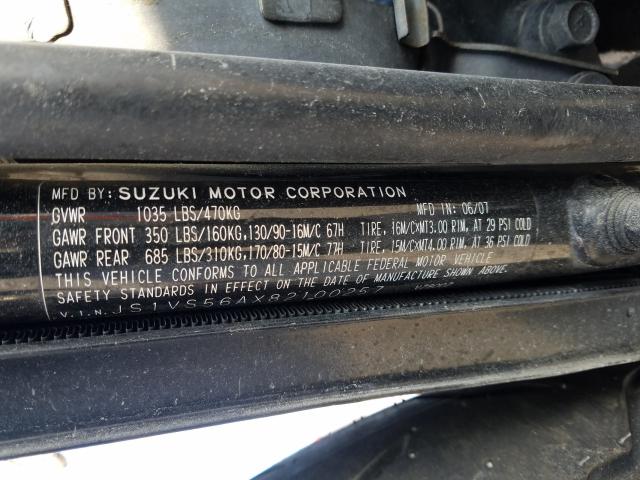 MFD BY: SUZUKI MOTOR CORPORATION
GVWR 1035 LBS/470KG MFD IN: 06/07
GAWR FRONT 350 LBS/160KG,130/90-16M/C 67H TIRE, 16M/CxMT3.00 RIM, AT 29 PSI COLD
GAWR REAR 685 LBS/310KG,170/80-15M/C 77H TIRE, 15M/CxMT4.00 RIM, AT 36 PSI COLD
THIS VEHICLE CONFORMS TO ALL APPLICABLE FEDERAL MOTOR VEHICLE
SAFETY STANDARDS IN EFFECT ON THE DATE OF MANUFACTURE SHOWN ABOVE.
V.I.N. JS1VS56AX82100257